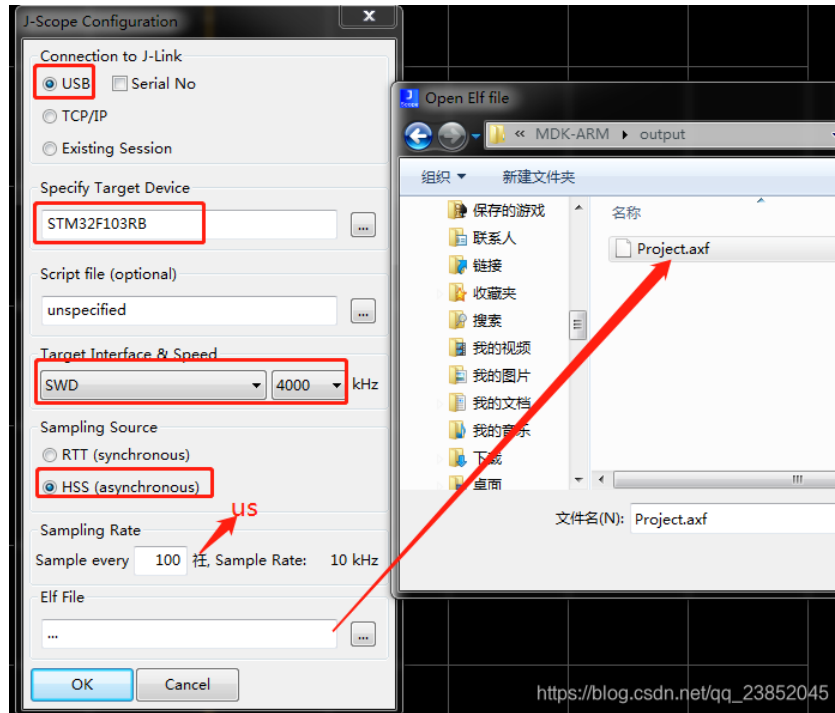 J-Scope Configuration
x
Connection to J-Link
USB
Serial No
TCP/IP
Existing Session
Specify Target Device
STM32F103RB
...
Script file (optional)
unspecified
...
Target Interface & Speed
SWD
4000
kHz
Sampling Source
RTT (synchronous)
HSS (asynchronous)
us
Sampling Rate
Sample every 100 祍, Sample Rate: 10 kHz
Elf File
...
...
OK
Cancel
Open Elf file
« MDK-ARM output
组织
新建文件夹
保存的游戏
联系人
链接
收藏夹
搜索
我的视频
我的图片
我的文档
我的音乐
下载
桌面
名称
Project.axf
文件名(N): Project.axf
https://blog.csdn.net/qq_23852045